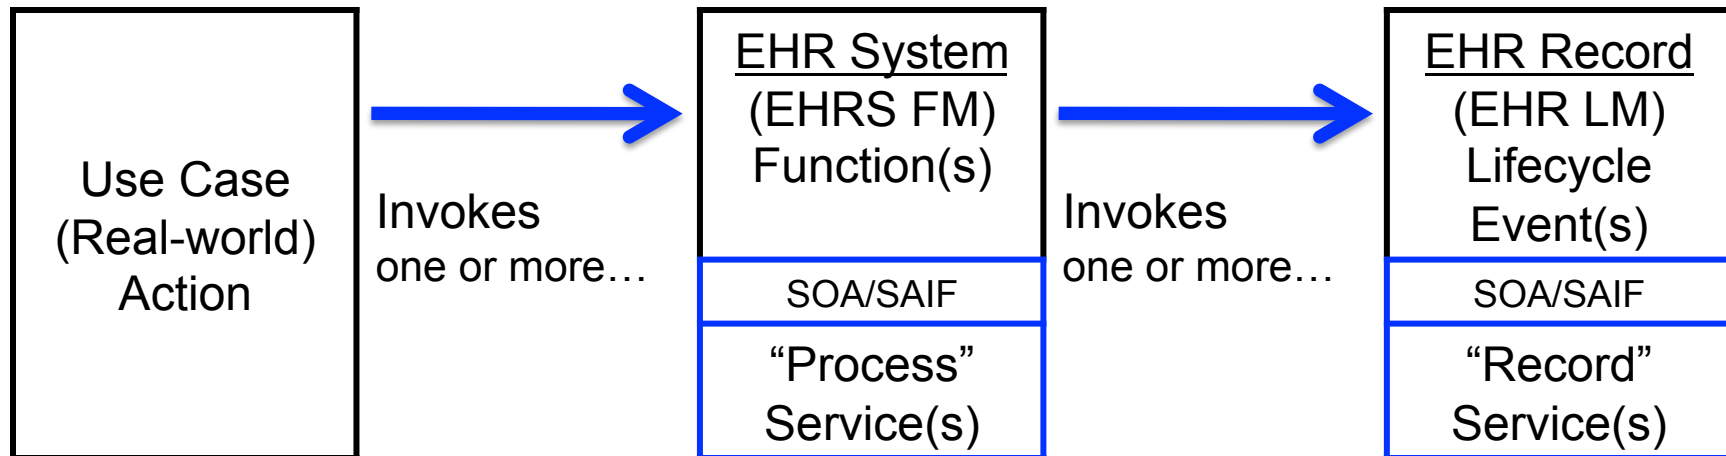 Use Case
(Real-world)
Action
Invokes
one or more…
EHR System
(EHRS FM)
Function(s)
SOA/SAIF
“Process”
Service(s)
Invokes
one or more…
EHR Record
(EHR LM)
Lifecycle
Event(s)
SOA/SAIF
“Record”
Service(s)